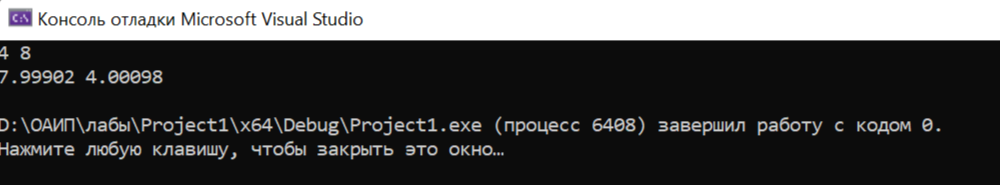 Консоль отладки Microsoft Visual Studio
4 8
7.99902 4.00098
D:\ОАИП\лабы\Project1\x64\Debug\Project1.exe (процесс 6408) завершил работу с кодом 0.
Нажмите любую клавишу, чтобы закрыть это окно…